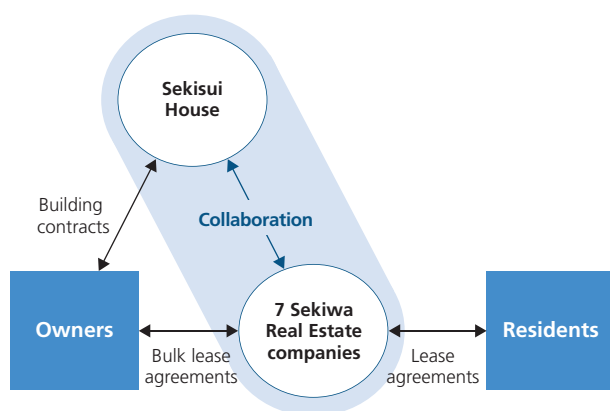 Sekisui
House
Building
contracts
Collaboration
Owners
7 Sekiwa
Real Estate
companies
Residents
Bulk lease
agreements
Lease
agreements